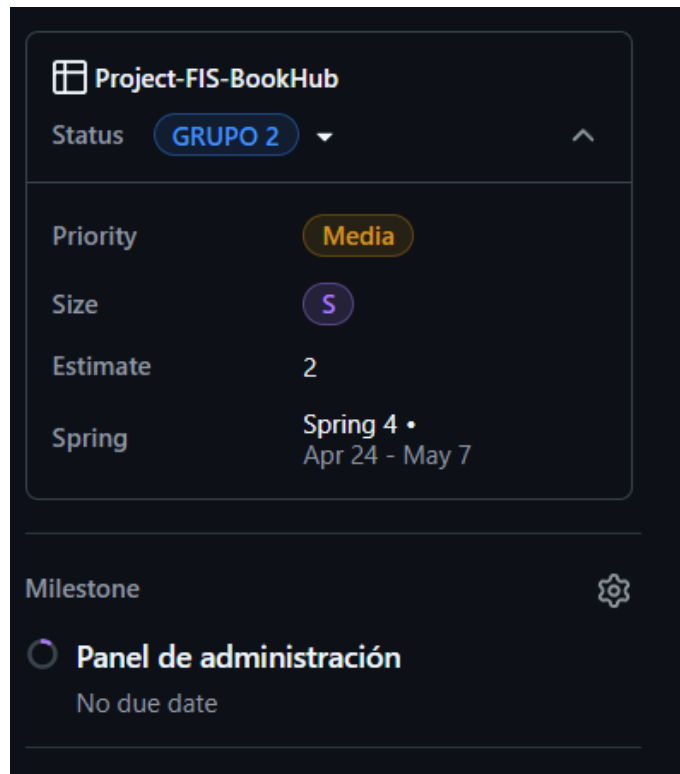 Project-FIS-BookHub
Status GRUPO 2
Priority Media
Size S
Estimate 2
Spring Spring 4 •
Apr 24 - May 7
Milestone
Panel de administración
No due date